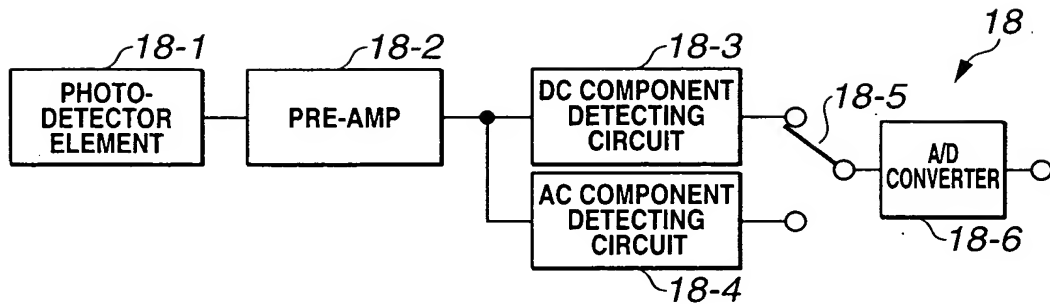 18
18-1
PHOTO-
DETECTOR
ELEMENT
18-2
PRE-AMP
18-3
DC COMPONENT
DETECTING
CIRCUIT
AC COMPONENT
DETECTING
CIRCUIT
18-4
18-5
A/D
CONVERTER
18-6